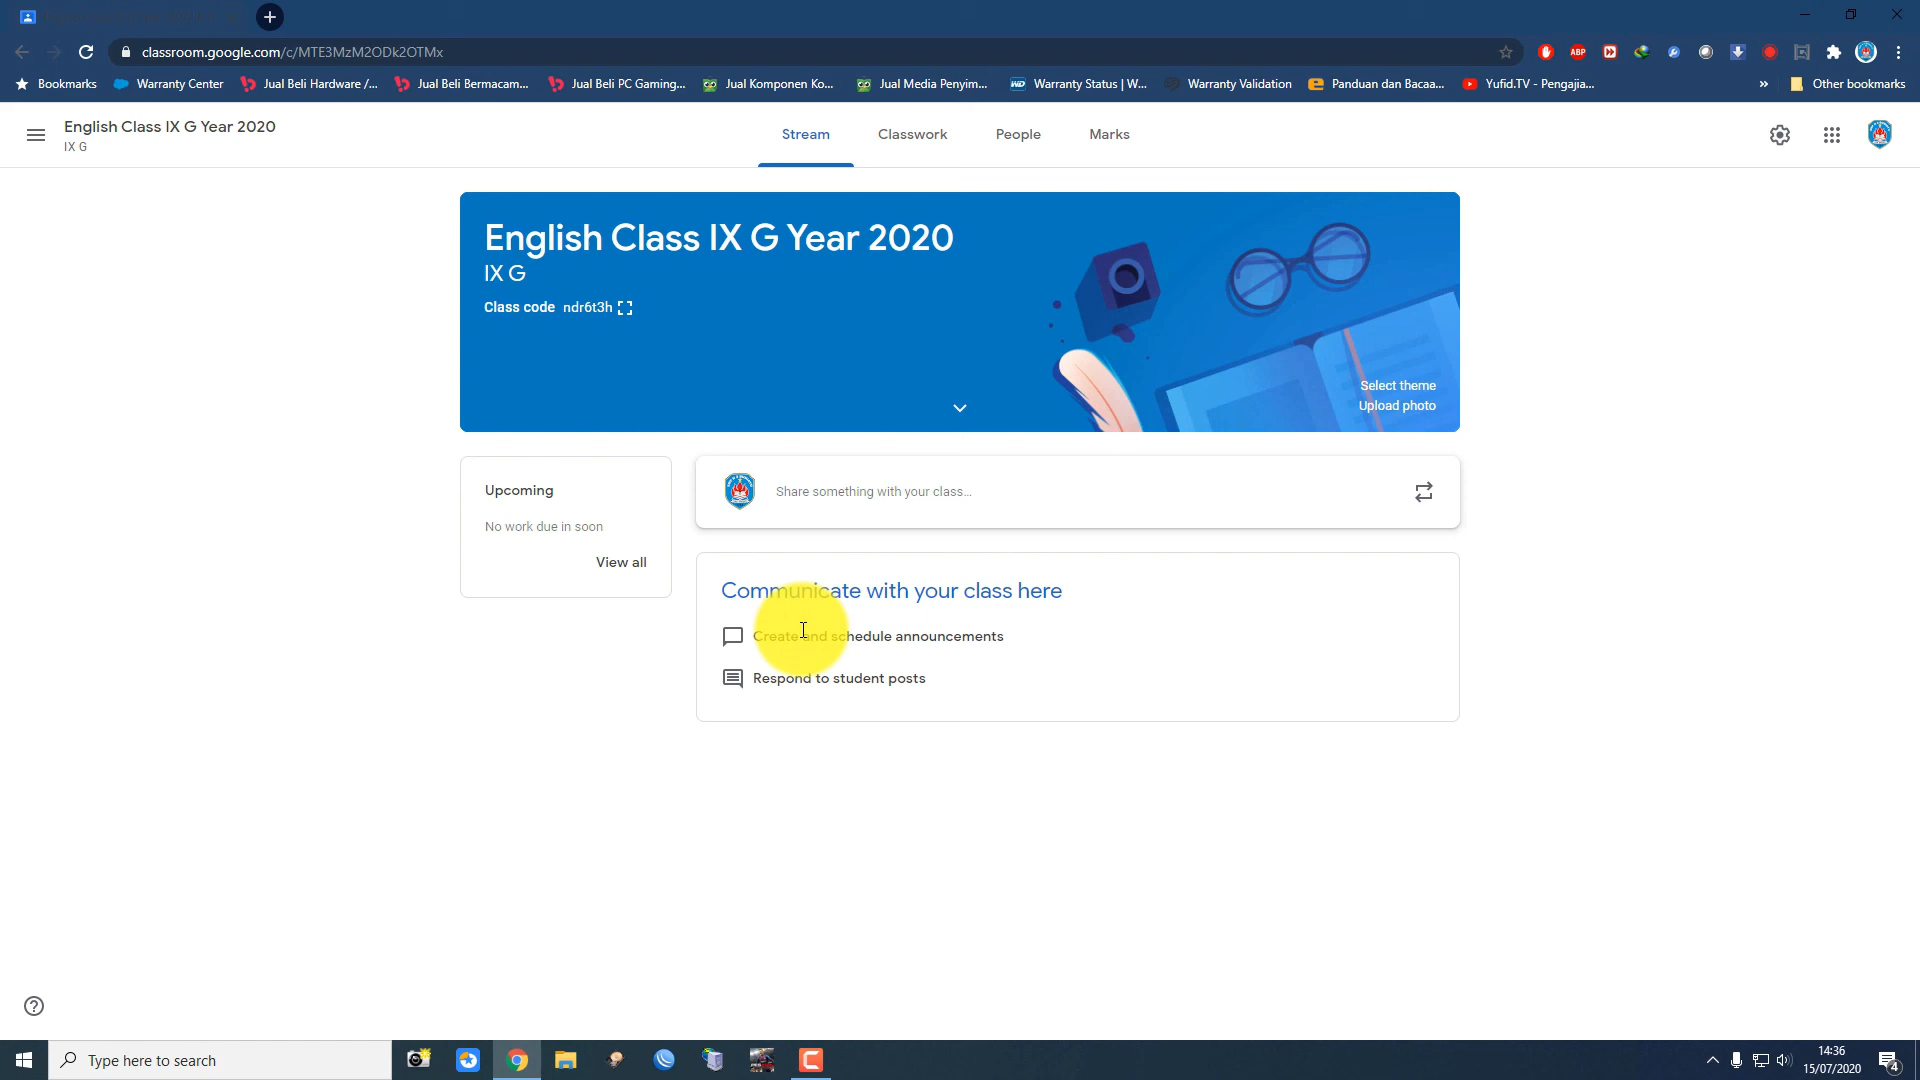 classroom.google.com/c/MTE3MzM2ODk2OTMx
ABP
Bookmarks
Warranty Center
Jual Beli Hardware /...
Jual Beli Bermacam...
Jual Beli PC Gaming...
Jual Komponen Ko...
Jual Media Penyim...
Warranty Status | W...
Warranty Validation
Panduan dan Bacaa...
Yufid.TV - Pengajia...
»
Other bookmarks
English Class IX G Year 2020
IX G
Stream
Classwork
People
Marks
English Class IX G Year 2020
IX G
Class code ndr6t3h
Select theme
Upload photo
Upcoming
No work due in soon
View all
Share something with your class...
Communicate with your class here
Create and schedule announcements
Respond to student posts
Type here to search
14:36
15/07/2020
4